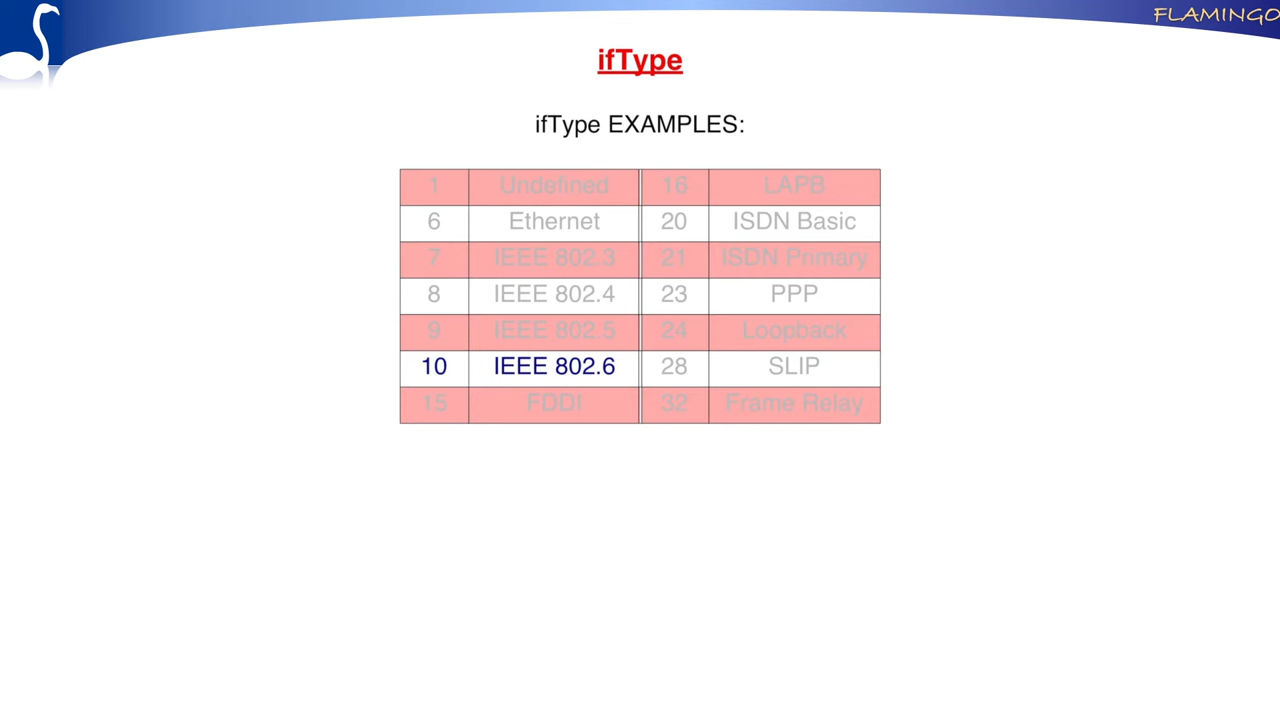 FLAMINGO
ifType
ifType EXAMPLES:
1 Undefined 16 LAPB
6 Ethernet 20 ISDN Basic
7 IEEE 802.3 21 ISDN Primary
8 IEEE 802.4 23 PPP
9 IEEE 802.5 24 Loopback
10 IEEE 802.6 28 SLIP
15 FDDI 32 Frame Relay